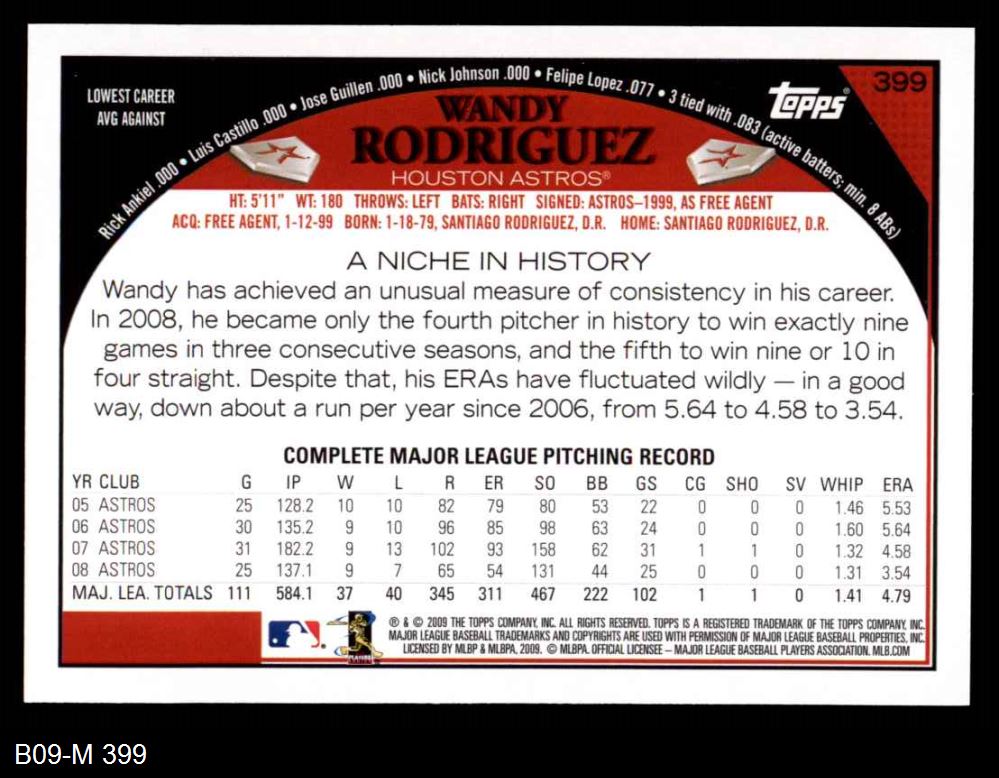 LOWEST CAREER
AVG AGAINST
Rick Ankiel .000 • Luis Castillo .000 • Jose Guillen .000 • Nick Johnson .000 • Felipe Lopez .077 • 3 tied with .083 (active batters; min. 8 ABs)
399
Topps®
WANDY
RODRIGUEZ
HOUSTON ASTROS®
HT: 5'11" WT: 180 THROWS: LEFT BATS: RIGHT SIGNED: ASTROS–1999, AS FREE AGENT
ACQ: FREE AGENT, 1-12-99 BORN: 1-18-79, SANTIAGO RODRIGUEZ, D.R. HOME: SANTIAGO RODRIGUEZ, D.R.
A NICHE IN HISTORY
Wandy has achieved an unusual measure of consistency in his career.
In 2008, he became only the fourth pitcher in history to win exactly nine
games in three consecutive seasons, and the fifth to win nine or 10 in
four straight. Despite that, his ERAs have fluctuated wildly — in a good
way, down about a run per year since 2006, from 5.64 to 4.58 to 3.54.
COMPLETE MAJOR LEAGUE PITCHING RECORD
YR CLUB G IP W L R ER SO BB GS CG SHO SV WHIP ERA
05 ASTROS 25 128.2 10 10 82 79 80 53 22 0 0 0 1.46 5.53
06 ASTROS 30 135.2 9 10 96 85 98 63 24 0 0 0 1.60 5.64
07 ASTROS 31 182.2 9 13 102 93 158 62 31 1 1 0 1.32 4.58
08 ASTROS 25 137.1 9 7 65 54 131 44 25 0 0 0 1.31 3.54
MAJ. LEA. TOTALS 111 584.1 37 40 345 311 467 222 102 1 1 0 1.41 4.79
® & © 2009 THE TOPPS COMPANY, INC. ALL RIGHTS RESERVED. TOPPS IS A REGISTERED TRADEMARK OF THE TOPPS COMPANY, INC.
MAJOR LEAGUE BASEBALL TRADEMARKS AND COPYRIGHTS ARE USED WITH PERMISSION OF MAJOR LEAGUE BASEBALL PROPERTIES, INC.
LICENSED BY MLBP & MLBPA, 2009. © MLBPA. OFFICIAL LICENSEE – MAJOR LEAGUE BASEBALL PLAYERS ASSOCIATION. MLB.COM
B09-M 399